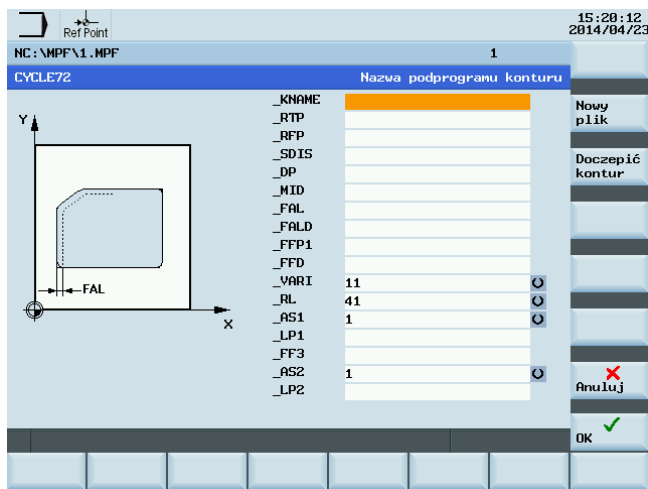 Ref Point
15:20:12
2014/04/23
NC:\MPF\1.MPF
1
CYCLE72
Nazwa podprogramu konturu
_KNAME
_RTP
_RFP
_SDIS
_DP
_MID
_FAL
_FALD
_FFP1
_FFD
_VARI 11
_RL 41
_AS1 1
_LP1
_FF3
_AS2 1
_LP2
Y
FAL
X
Nowy
plik
Doczepić
kontur
Anuluj
OK